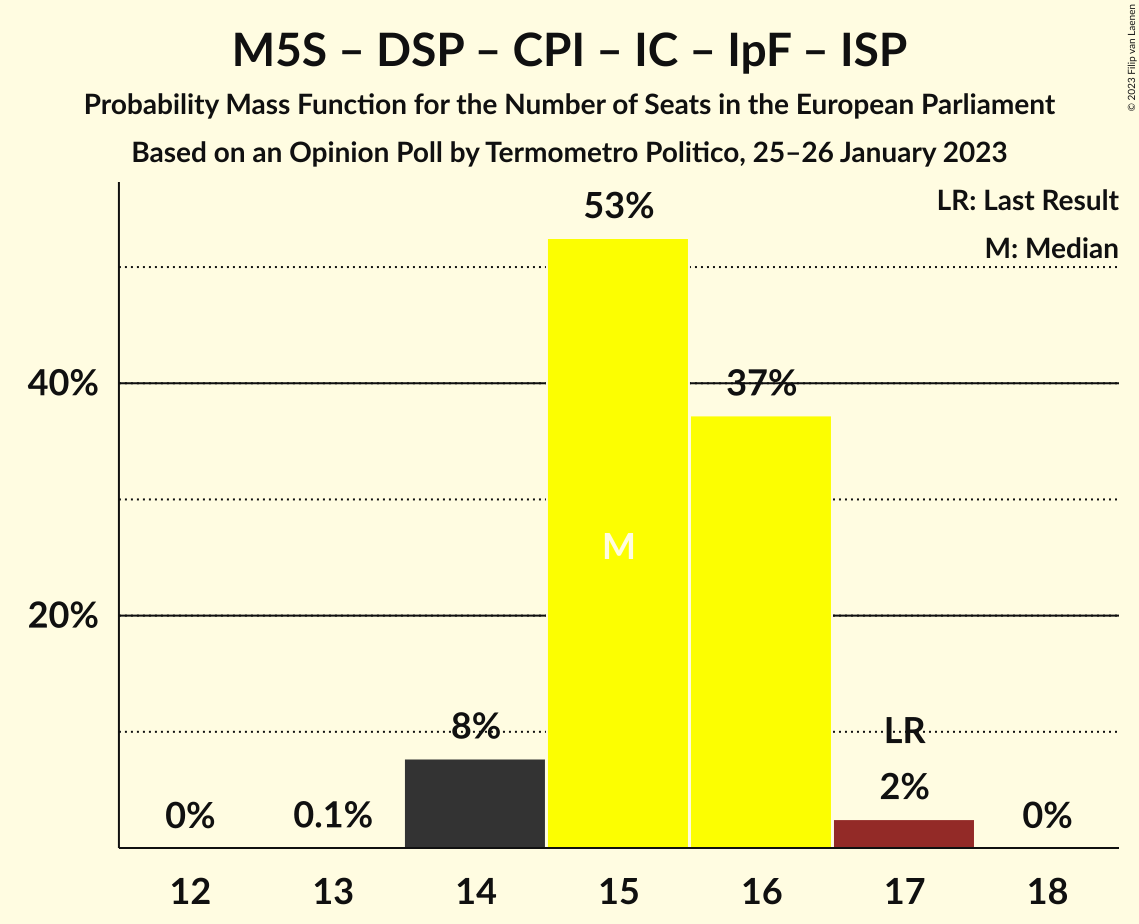 M5S – DSP – CPI – IC – IpF – ISP
Probability Mass Function for the Number of Seats in the European Parliament
Based on an Opinion Poll by Termometro Politico, 25–26 January 2023
© 2023 Filip van Laenen
LR: Last Result
M: Median
53%
40%
37%
M
20%
8%
LR
2%
0%
0.1%
0%
12
13
14
15
16
17
18